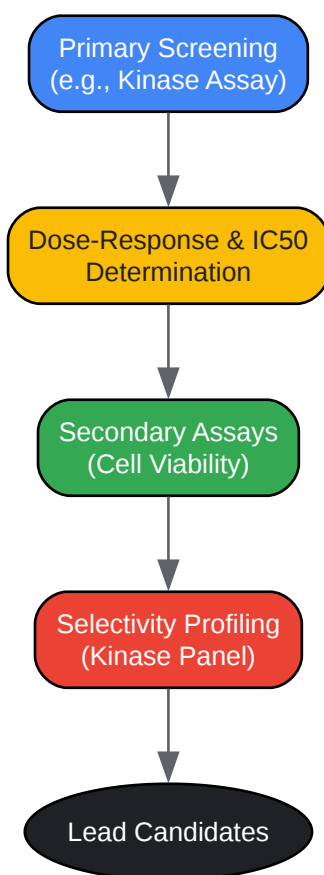 Primary Screening
(e.g., Kinase Assay)
Dose-Response & IC50
Determination
Secondary Assays
(Cell Viability)
Selectivity Profiling
(Kinase Panel)
Lead Candidates